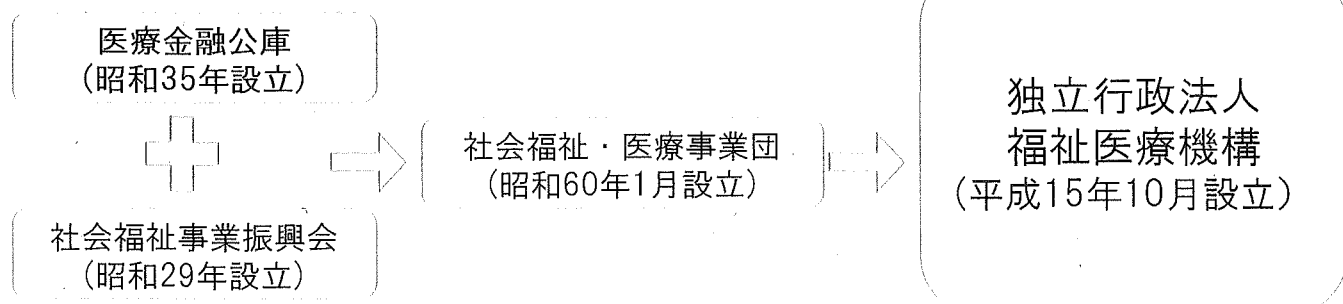 医療金融公庫
(昭和35年設立)
社会福祉事業振興会
(昭和29年設立)
社会福祉・医療事業団
(昭和60年1月設立)
独立行政法人
福祉医療機構
(平成15年10月設立)